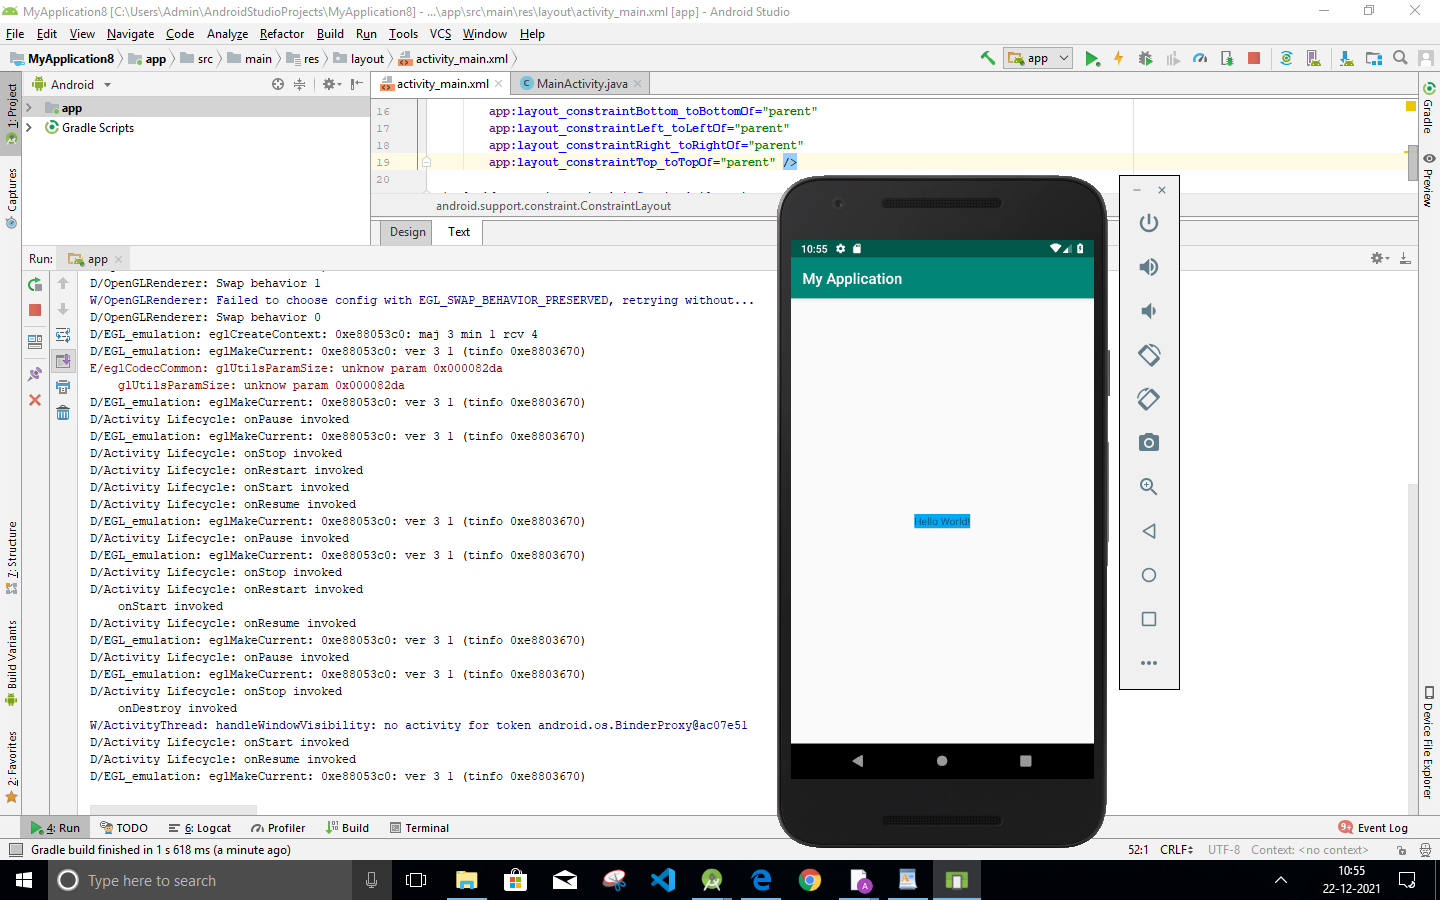 MyApplication8 [C:\Users\Admin\AndroidStudioProjects\MyApplication8] - ...\app\src\main\res\layout\activity_main.xml [app] - Android Studio
File Edit View Navigate Code Analyze Refactor Build Run Tools VCS Window Help
MyApplication8 app src main res layout activity_main.xml
app
1: Project
Captures
7: Structure
Build Variants
2: Favorites
Android
app
Gradle Scripts
activity_main.xml MainActivity.java
16 app:layout_constraintBottom_toBottomOf="parent"
17 app:layout_constraintLeft_toLeftOf="parent"
18 app:layout_constraintRight_toRightOf="parent"
19 app:layout_constraintTop_toTopOf="parent" />
20
android.support.constraint.ConstraintLayout
Design Text
Gradle
Preview
Device File Explorer
Run: app
D/OpenGLRenderer: Swap behavior 1
W/OpenGLRenderer: Failed to choose config with EGL_SWAP_BEHAVIOR_PRESERVED, retrying without...
D/OpenGLRenderer: Swap behavior 0
D/EGL_emulation: eglCreateContext: 0xe88053c0: maj 3 min 1 rcv 4
D/EGL_emulation: eglMakeCurrent: 0xe88053c0: ver 3 1 (tinfo 0xe8803670)
E/eglCodecCommon: glUtilsParamSize: unknow param 0x000082da
glUtilsParamSize: unknow param 0x000082da
D/EGL_emulation: eglMakeCurrent: 0xe88053c0: ver 3 1 (tinfo 0xe8803670)
D/Activity Lifecycle: onPause invoked
D/EGL_emulation: eglMakeCurrent: 0xe88053c0: ver 3 1 (tinfo 0xe8803670)
D/Activity Lifecycle: onStop invoked
D/Activity Lifecycle: onRestart invoked
D/Activity Lifecycle: onStart invoked
D/Activity Lifecycle: onResume invoked
D/EGL_emulation: eglMakeCurrent: 0xe88053c0: ver 3 1 (tinfo 0xe8803670)
D/Activity Lifecycle: onPause invoked
D/EGL_emulation: eglMakeCurrent: 0xe88053c0: ver 3 1 (tinfo 0xe8803670)
D/Activity Lifecycle: onStop invoked
D/Activity Lifecycle: onRestart invoked
onStart invoked
D/Activity Lifecycle: onResume invoked
D/EGL_emulation: eglMakeCurrent: 0xe88053c0: ver 3 1 (tinfo 0xe8803670)
D/Activity Lifecycle: onPause invoked
D/EGL_emulation: eglMakeCurrent: 0xe88053c0: ver 3 1 (tinfo 0xe8803670)
D/Activity Lifecycle: onStop invoked
onDestroy invoked
W/ActivityThread: handleWindowVisibility: no activity for token android.os.BinderProxy@ac07e51
D/Activity Lifecycle: onStart invoked
D/Activity Lifecycle: onResume invoked
D/EGL_emulation: eglMakeCurrent: 0xe88053c0: ver 3 1 (tinfo 0xe8803670)
10:55
My Application
Hello World!
4: Run TODO 6: Logcat Profiler Build Terminal 9+ Event Log
Gradle build finished in 1 s 618 ms (a minute ago) 52:1 CRLF UTF-8 Context: <no context>
Type here to search
10:55
22-12-2021